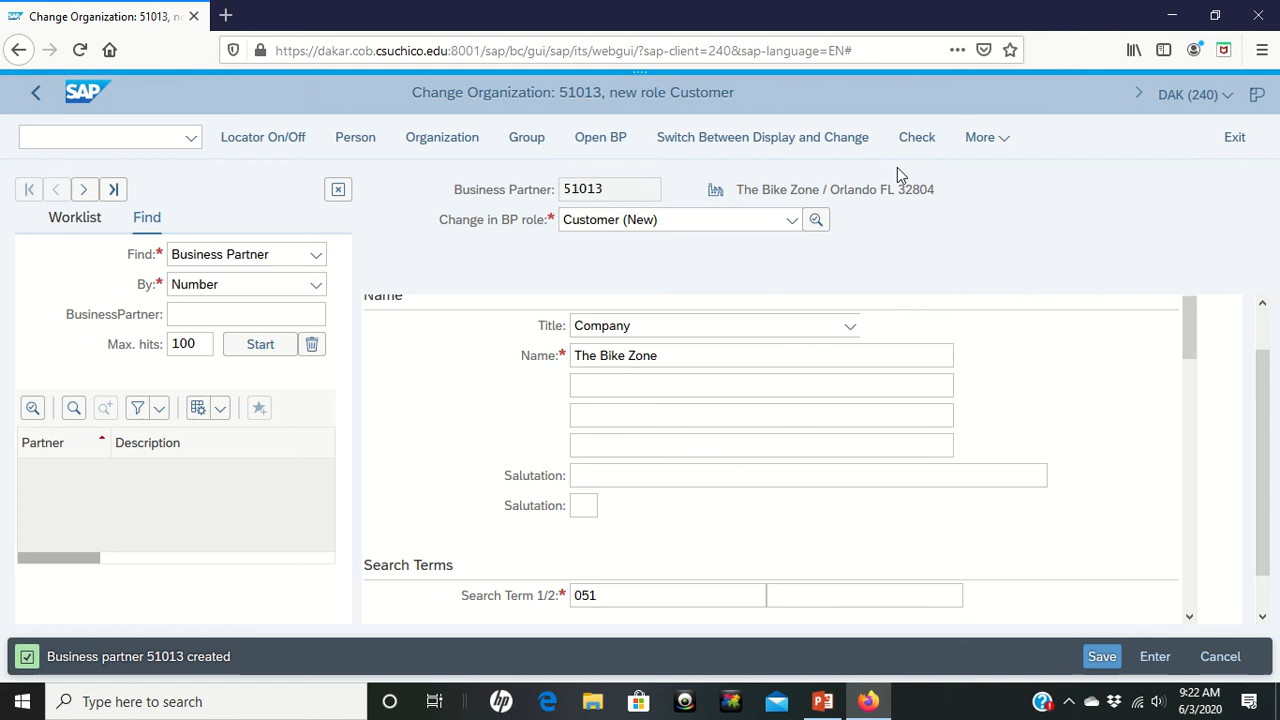 Change Organization: 51013, ne
https://dakar.cob.csuchico.edu:8001/sap/bc/gui/sap/its/webgui/?sap-client=240&sap-language=EN#
SAP
Change Organization: 51013, new role Customer
DAK (240)
Locator On/Off
Person
Organization
Group
Open BP
Switch Between Display and Change
Check
More
Exit
Business Partner: 51013
The Bike Zone / Orlando FL 32804
Change in BP role:* Customer (New)
Worklist
Find
Find:* Business Partner
By:* Number
BusinessPartner:
Max. hits: 100
Start
Partner
Description
Name
Title: Company
Name:* The Bike Zone
Salutation:
Salutation:
Search Terms
Search Term 1/2:* 051
Business partner 51013 created
Save
Enter
Cancel
Type here to search
9:22 AM
6/3/2020